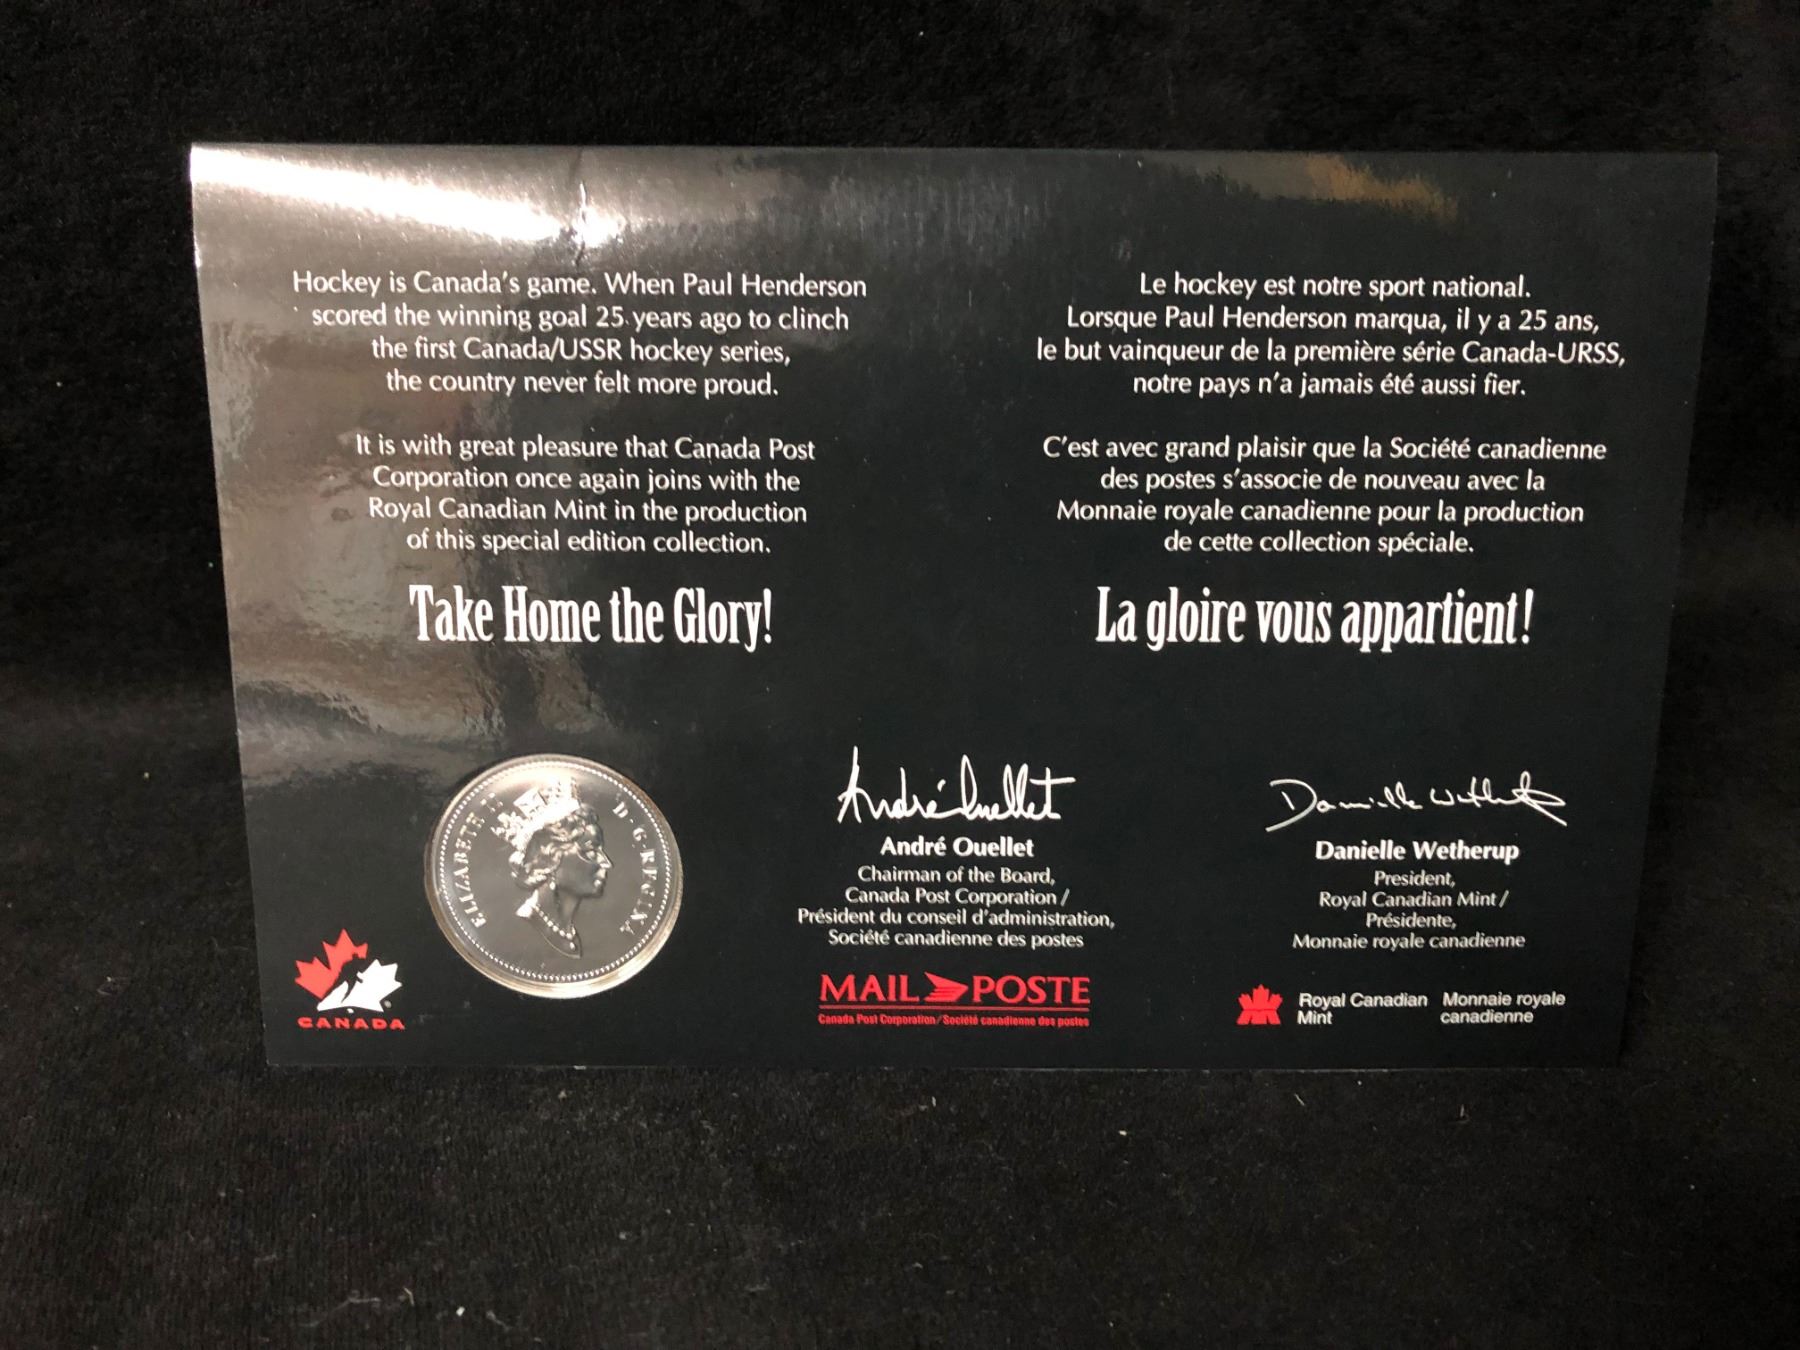 Hockey is Canada's game. When Paul Henderson
scored the winning goal 25 years ago to clinch
the first Canada/USSR hockey series,
the country never felt more proud.
It is with great pleasure that Canada Post
Corporation once again joins with the
Royal Canadian Mint in the production
of this special edition collection.
Take Home the Glory!
Le hockey est notre sport national.
Lorsque Paul Henderson marqua, il y a 25 ans,
le but vainqueur de la première série Canada-URSS,
notre pays n'a jamais été aussi fier.
C'est avec grand plaisir que la Société canadienne
des postes s'associe de nouveau avec la
Monnaie royale canadienne pour la production
de cette collection spéciale.
La gloire vous appartient!
ELIZABETH II D·G·REGINA
CANADA
André Ouellet
André Ouellet
Chairman of the Board,
Canada Post Corporation /
Président du conseil d'administration,
Société canadienne des postes
MAIL POSTE
Canada Post Corporation / Société canadienne des postes
Danielle Wetherup
Danielle Wetherup
President,
Royal Canadian Mint /
Présidente,
Monnaie royale canadienne
Royal Canadian
Mint
Monnaie royale
canadienne